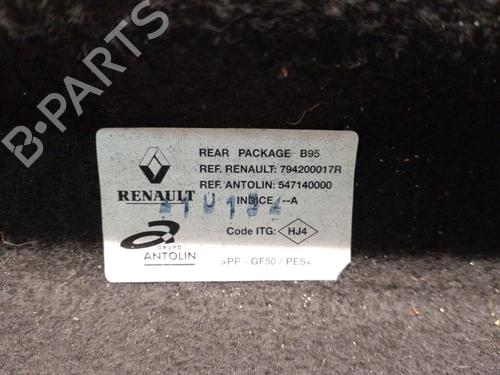 B-PARTS
REAR PACKAGE B95
REF. RENAULT: 794200017R
REF. ANTOLIN: 547140000
INDICE :--A
RENAULT
Code ITG: HJ4
GRUPO
ANTOLIN
>PP - GF50 / PES<